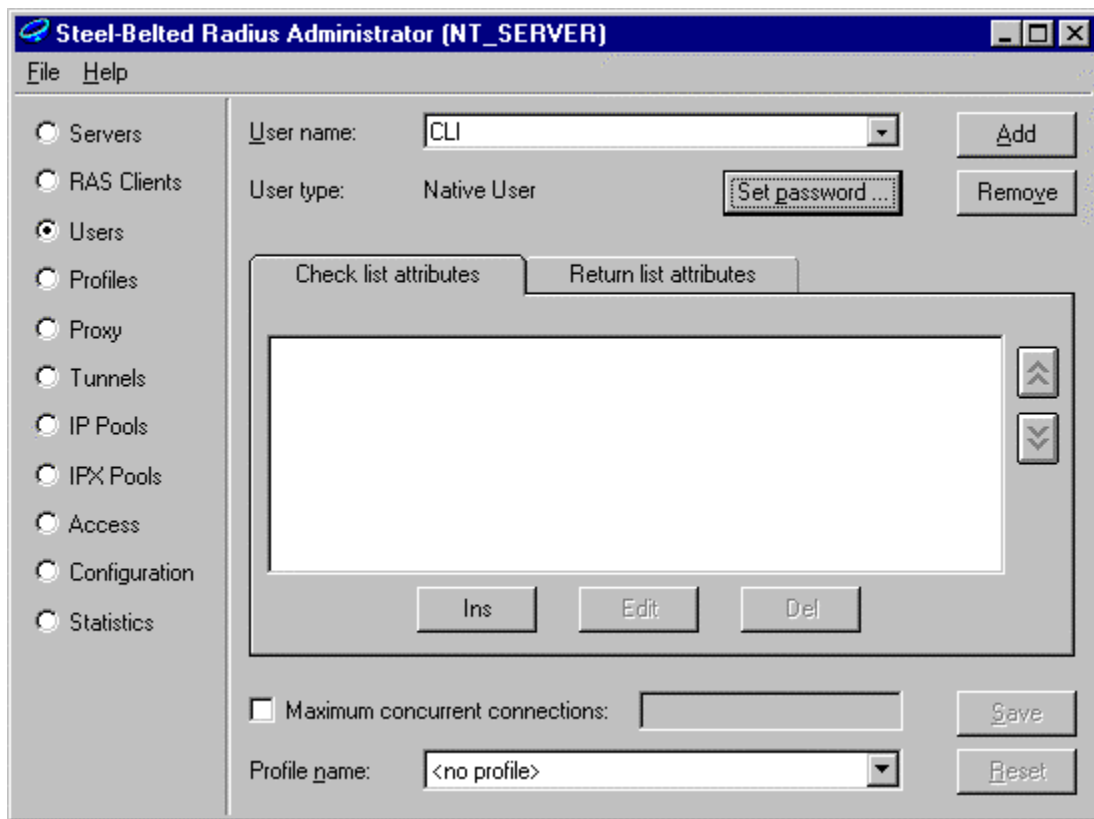 Steel-Belted Radius Administrator (NT_SERVER)
File Help
Servers
RAS Clients
Users
Profiles
Proxy
Tunnels
IP Pools
IPX Pools
Access
Configuration
Statistics
User name: CLI Add
User type: Native User Set password ... Remove
Check list attributes Return list attributes
Ins Edit Del
Maximum concurrent connections: Save
Profile name: <no profile> Reset